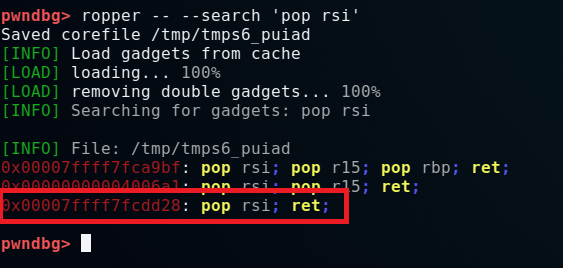 pwndbg> ropper -- --search 'pop rsi'
Saved corefile /tmp/tmps6_puiad
[INFO] Load gadgets from cache
[LOAD] loading... 100%
[LOAD] removing double gadgets... 100%
[INFO] Searching for gadgets: pop rsi
[INFO] File: /tmp/tmps6_puiad
0x00007ffff7fca9bf: pop rsi; pop r15; pop rbp; ret;
0x00000000004006a1: pop rsi; pop r15; ret;
0x00007ffff7fcdd28: pop rsi; ret;
pwndbg>